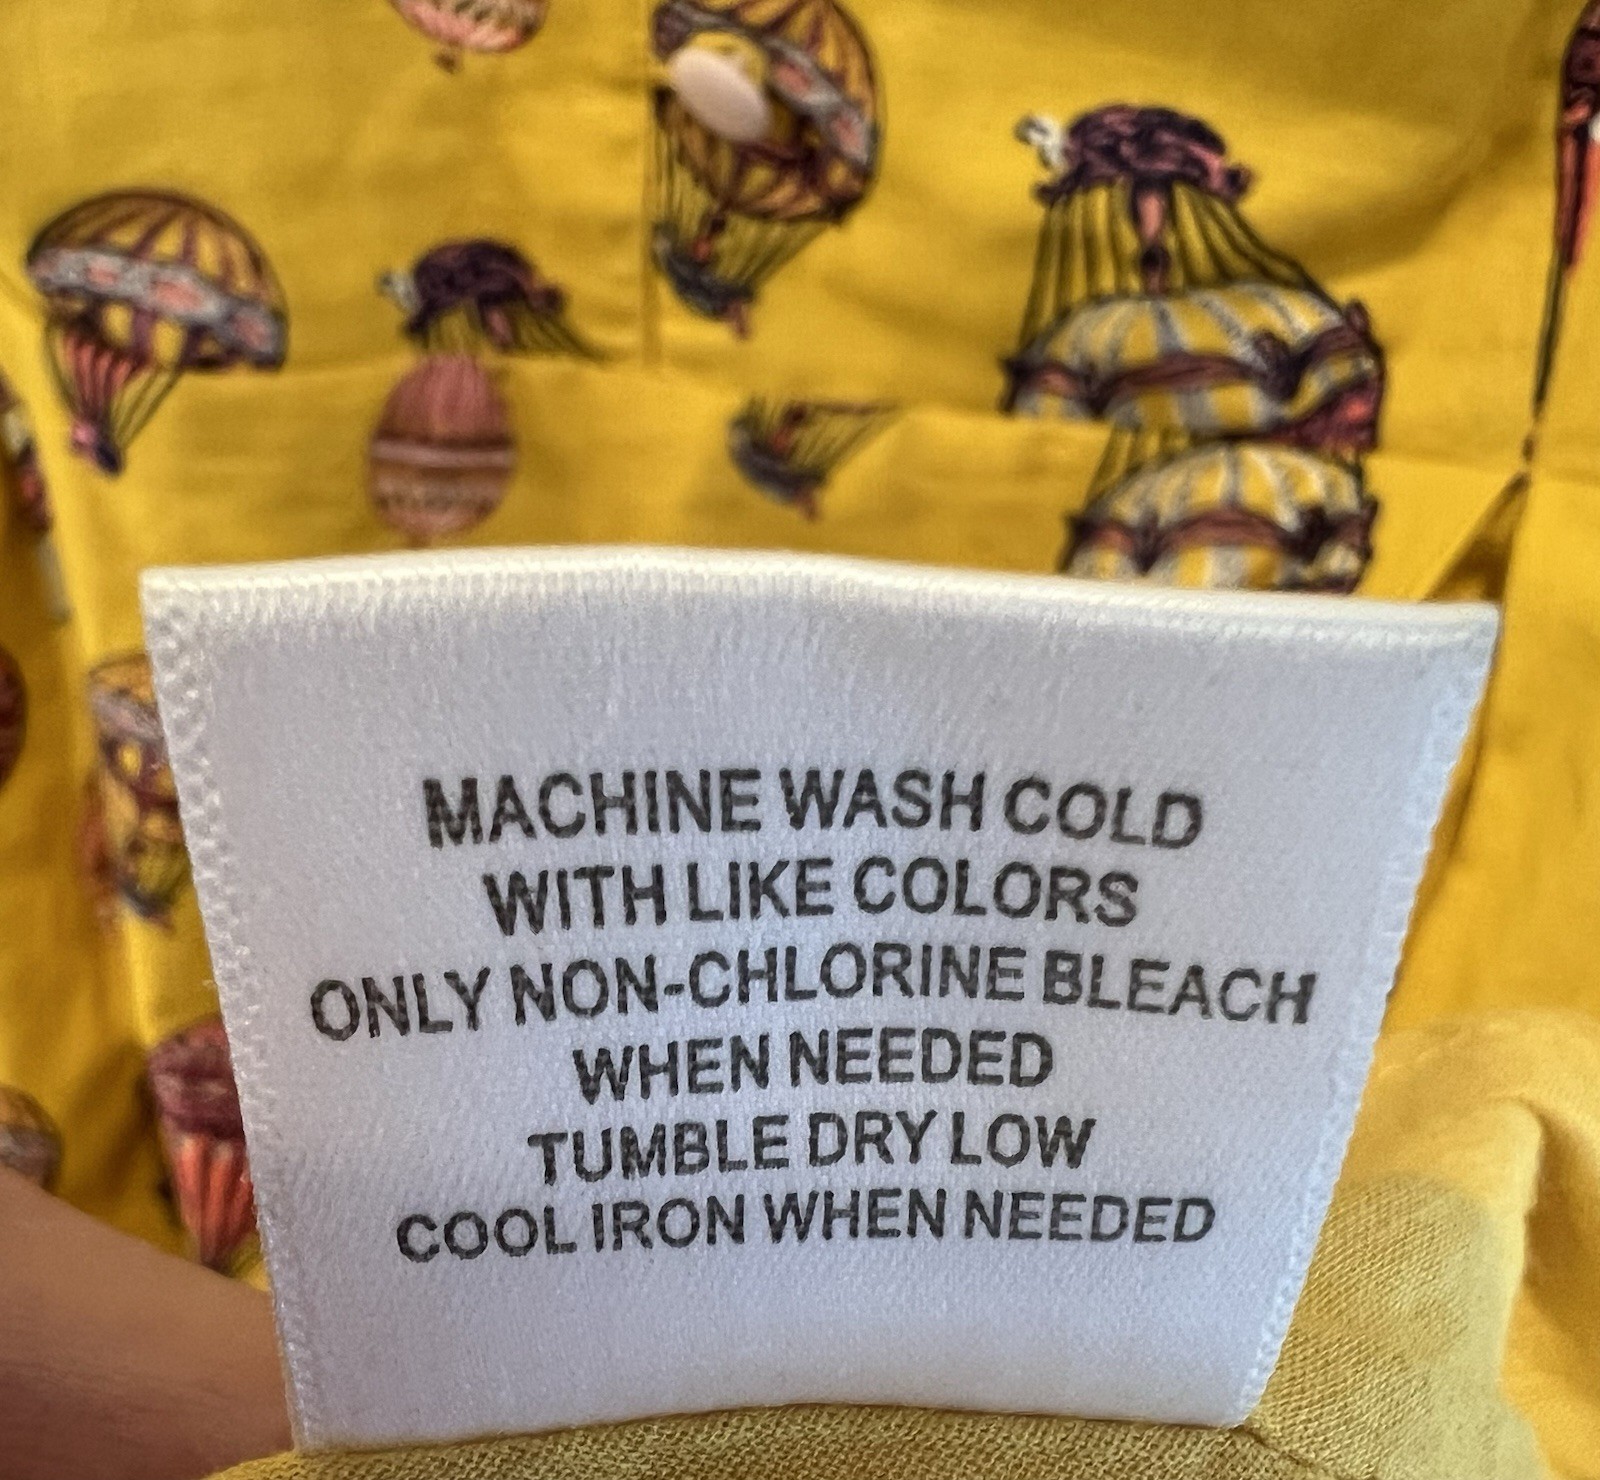 MACHINE WASH COLD
WITH LIKE COLORS
ONLY NON-CHLORINE BLEACH
WHEN NEEDED
TUMBLE DRY LOW
COOL IRON WHEN NEEDED